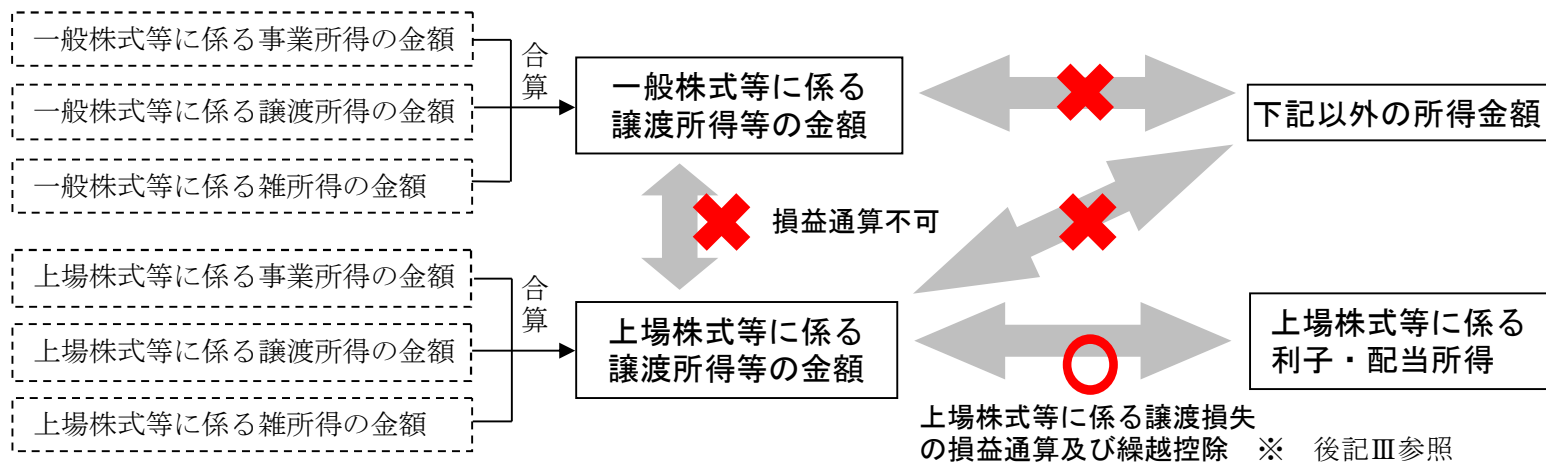 一般株式等に係る事業所得の金額
一般株式等に係る譲渡所得の金額
一般株式等に係る雑所得の金額
合算
一般株式等に係る
譲渡所得等の金額
下記以外の所得金額
損益通算不可
上場株式等に係る事業所得の金額
上場株式等に係る譲渡所得の金額
上場株式等に係る雑所得の金額
合算
上場株式等に係る
譲渡所得等の金額
上場株式等に係る
利子・配当所得
上場株式等に係る譲渡損失
の損益通算及び繰越控除 ※ 後記Ⅲ参照